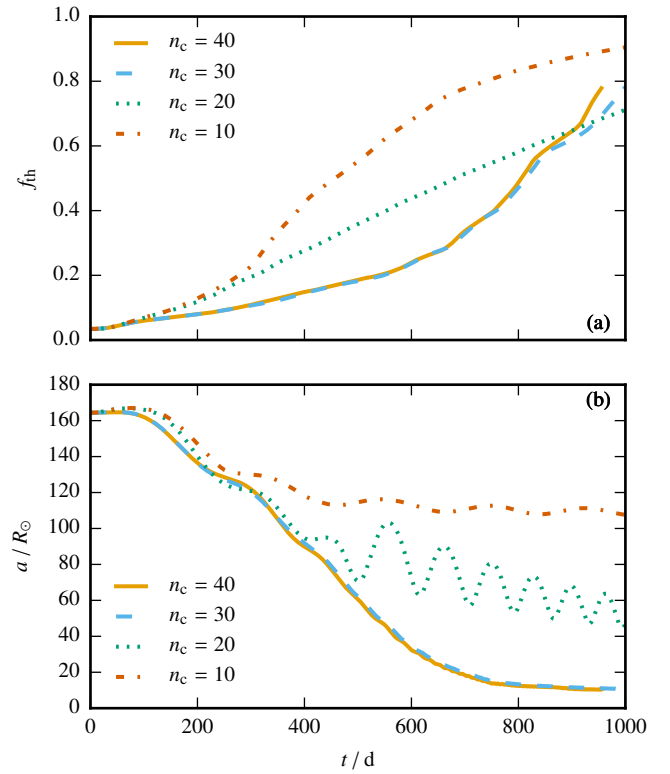 1.0
0.8
0.6
0.4
0.2
0.0
f_th
n_c = 40
n_c = 30
n_c = 20
n_c = 10
(a)
180
160
140
120
100
80
60
40
20
0
a / R_⊙
(b)
n_c = 40
n_c = 30
n_c = 20
n_c = 10
0 200 400 600 800 1000
t / d